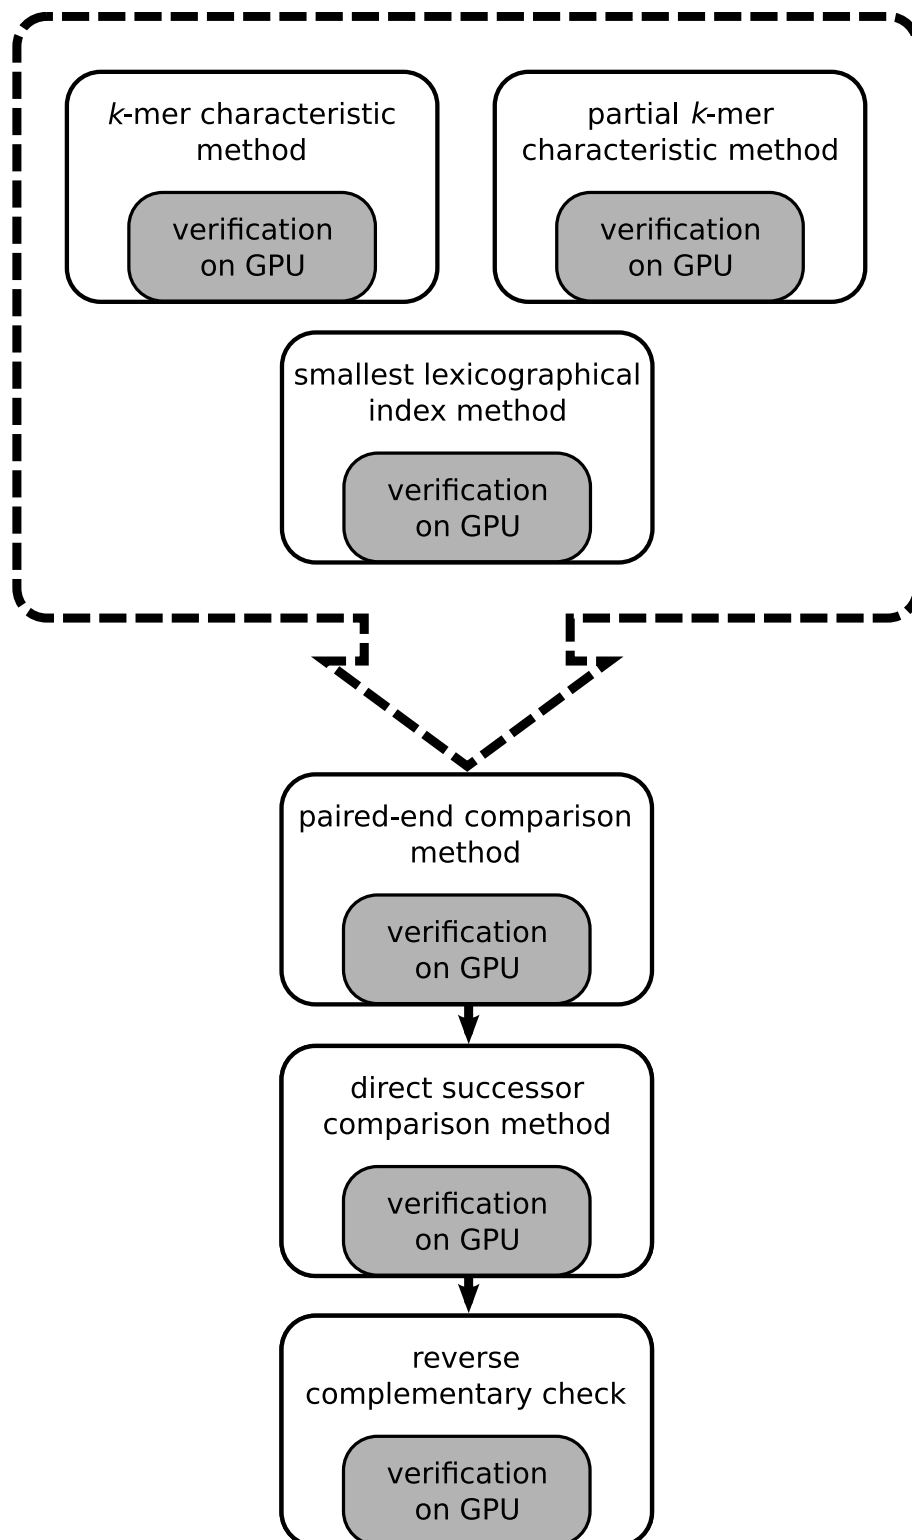 k-mer characteristic
method
verification
on GPU
partial k-mer
characteristic method
verification
on GPU
smallest lexicographical
index method
verification
on GPU
paired-end comparison
method
verification
on GPU
direct successor
comparison method
verification
on GPU
reverse
complementary check
verification
on GPU